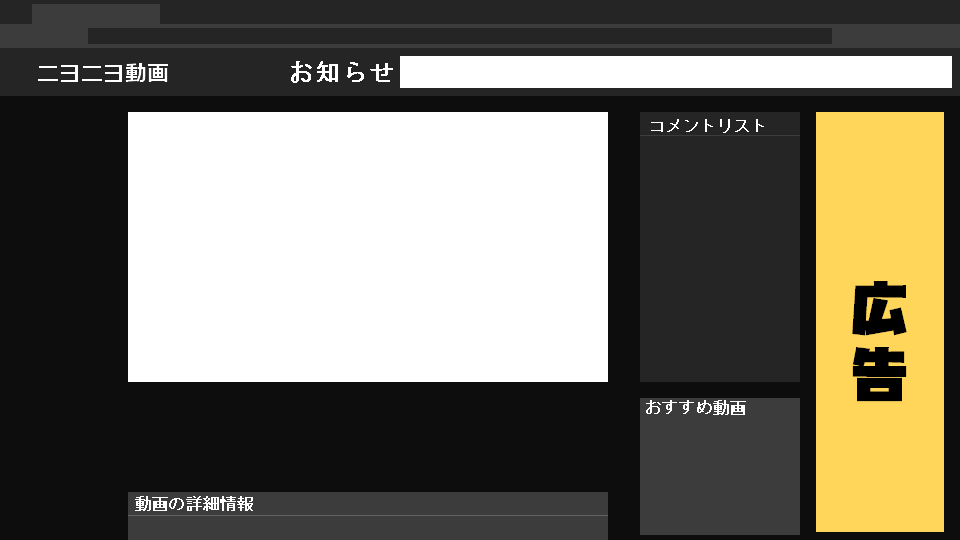 ニヨニヨ動画
お知らせ
コメントリスト
広告
おすすめ動画
動画の詳細情報